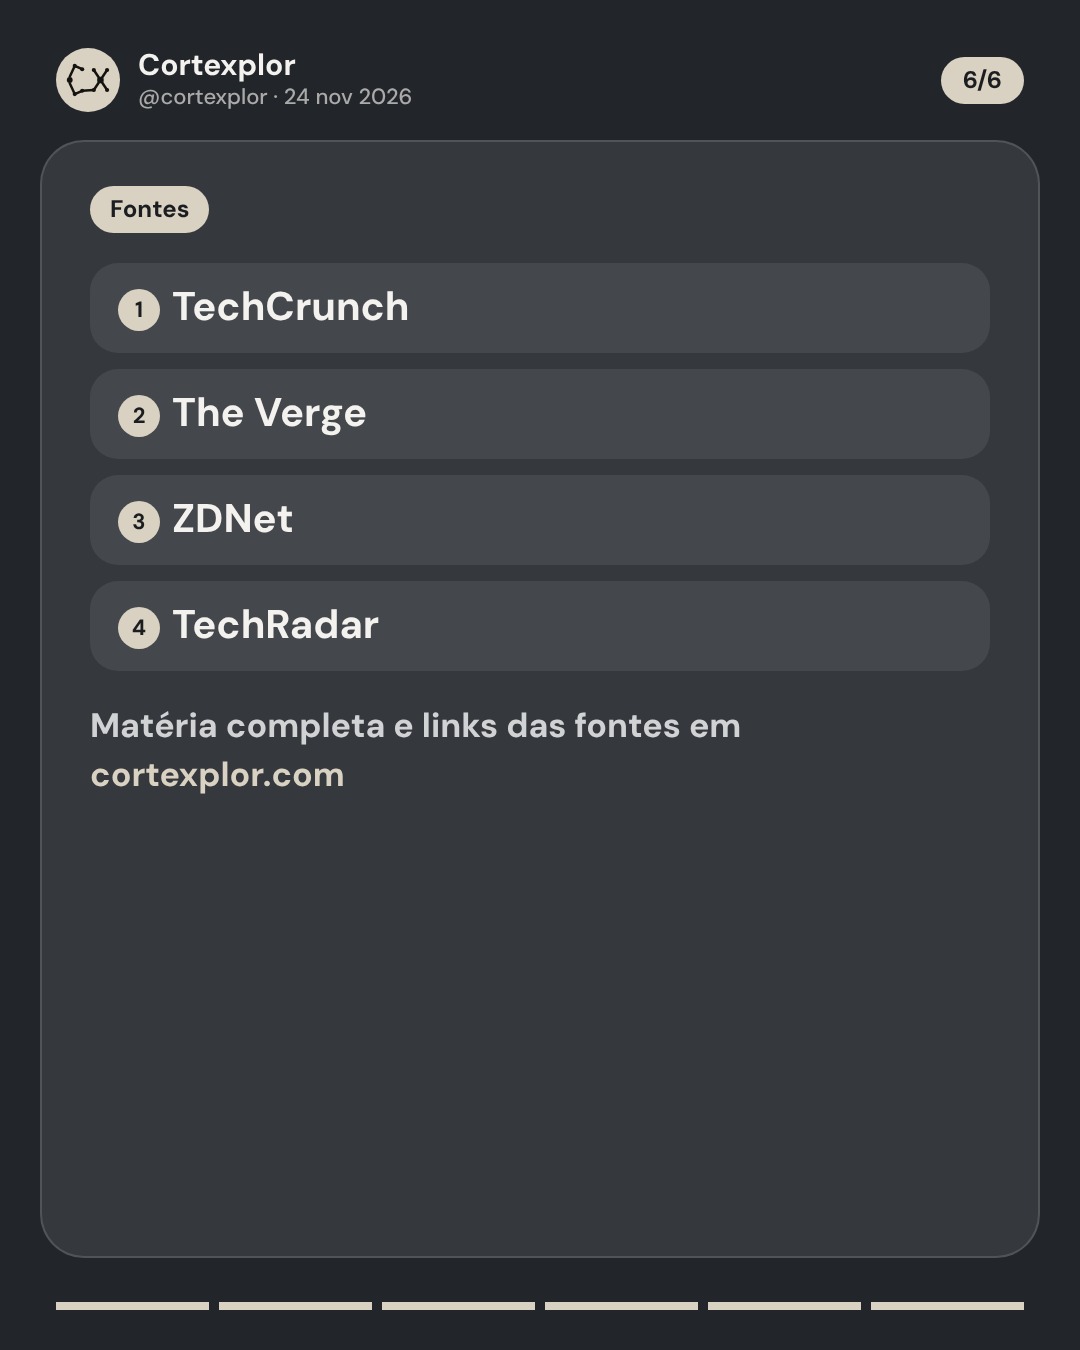 Cortexplor
@cortexplor · 24 nov 2026
6/6
Fontes
1 TechCrunch
2 The Verge
3 ZDNet
4 TechRadar
Matéria completa e links das fontes em
cortexplor.com